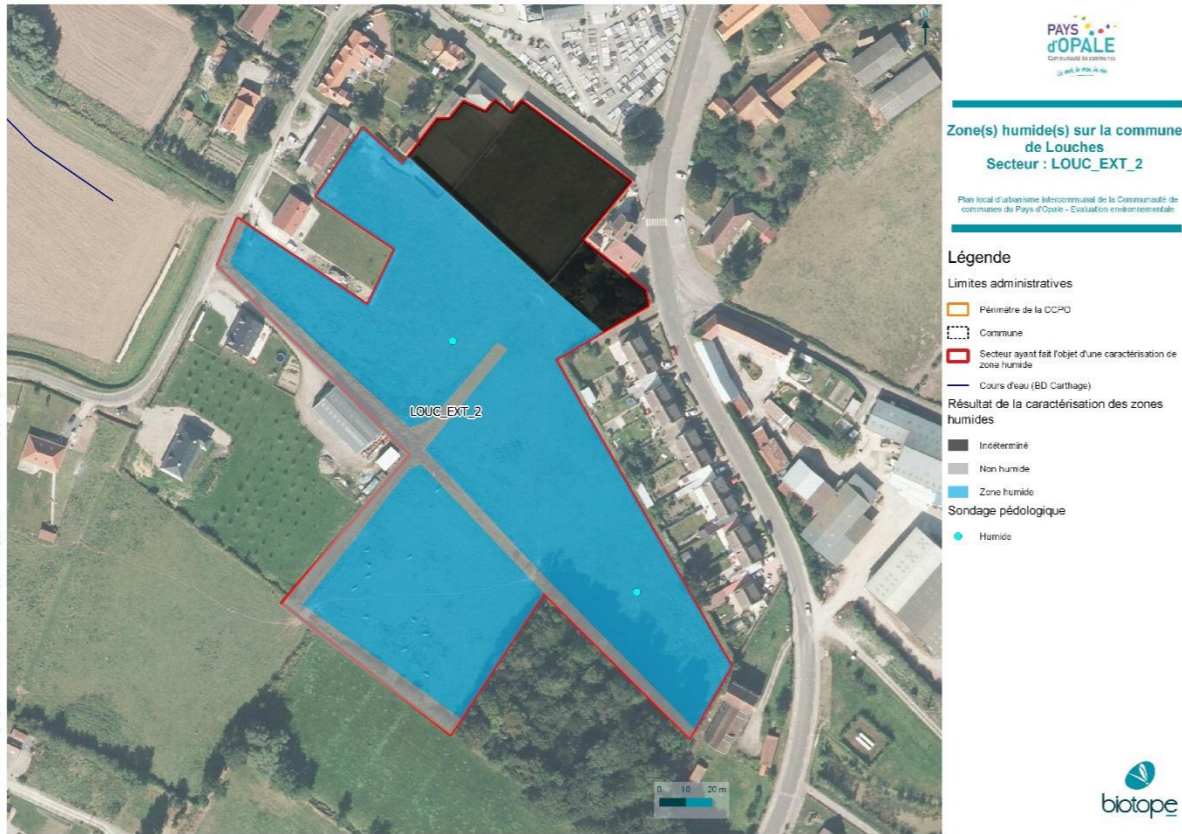 LOUC_EXT_2
0 10 20 m
PAYS
d'OPALE
Communauté de communes
Zone(s) humide(s) sur la commune
de Louches
Secteur : LOUC_EXT_2
Plan local d'urbanisme intercommunal de la Communauté de
communes du Pays d'Opale - Evaluation environnementale
Légende
Limites administratives
Périmètre de la CCPO
Commune
Secteur ayant fait l'objet d'une caractérisation de
zone humide
Cours d'eau (BD Carthage)
Résultat de la caractérisation des zones
humides
Indéterminé
Non humide
Zone humide
Sondage pédologique
Humide
biotope